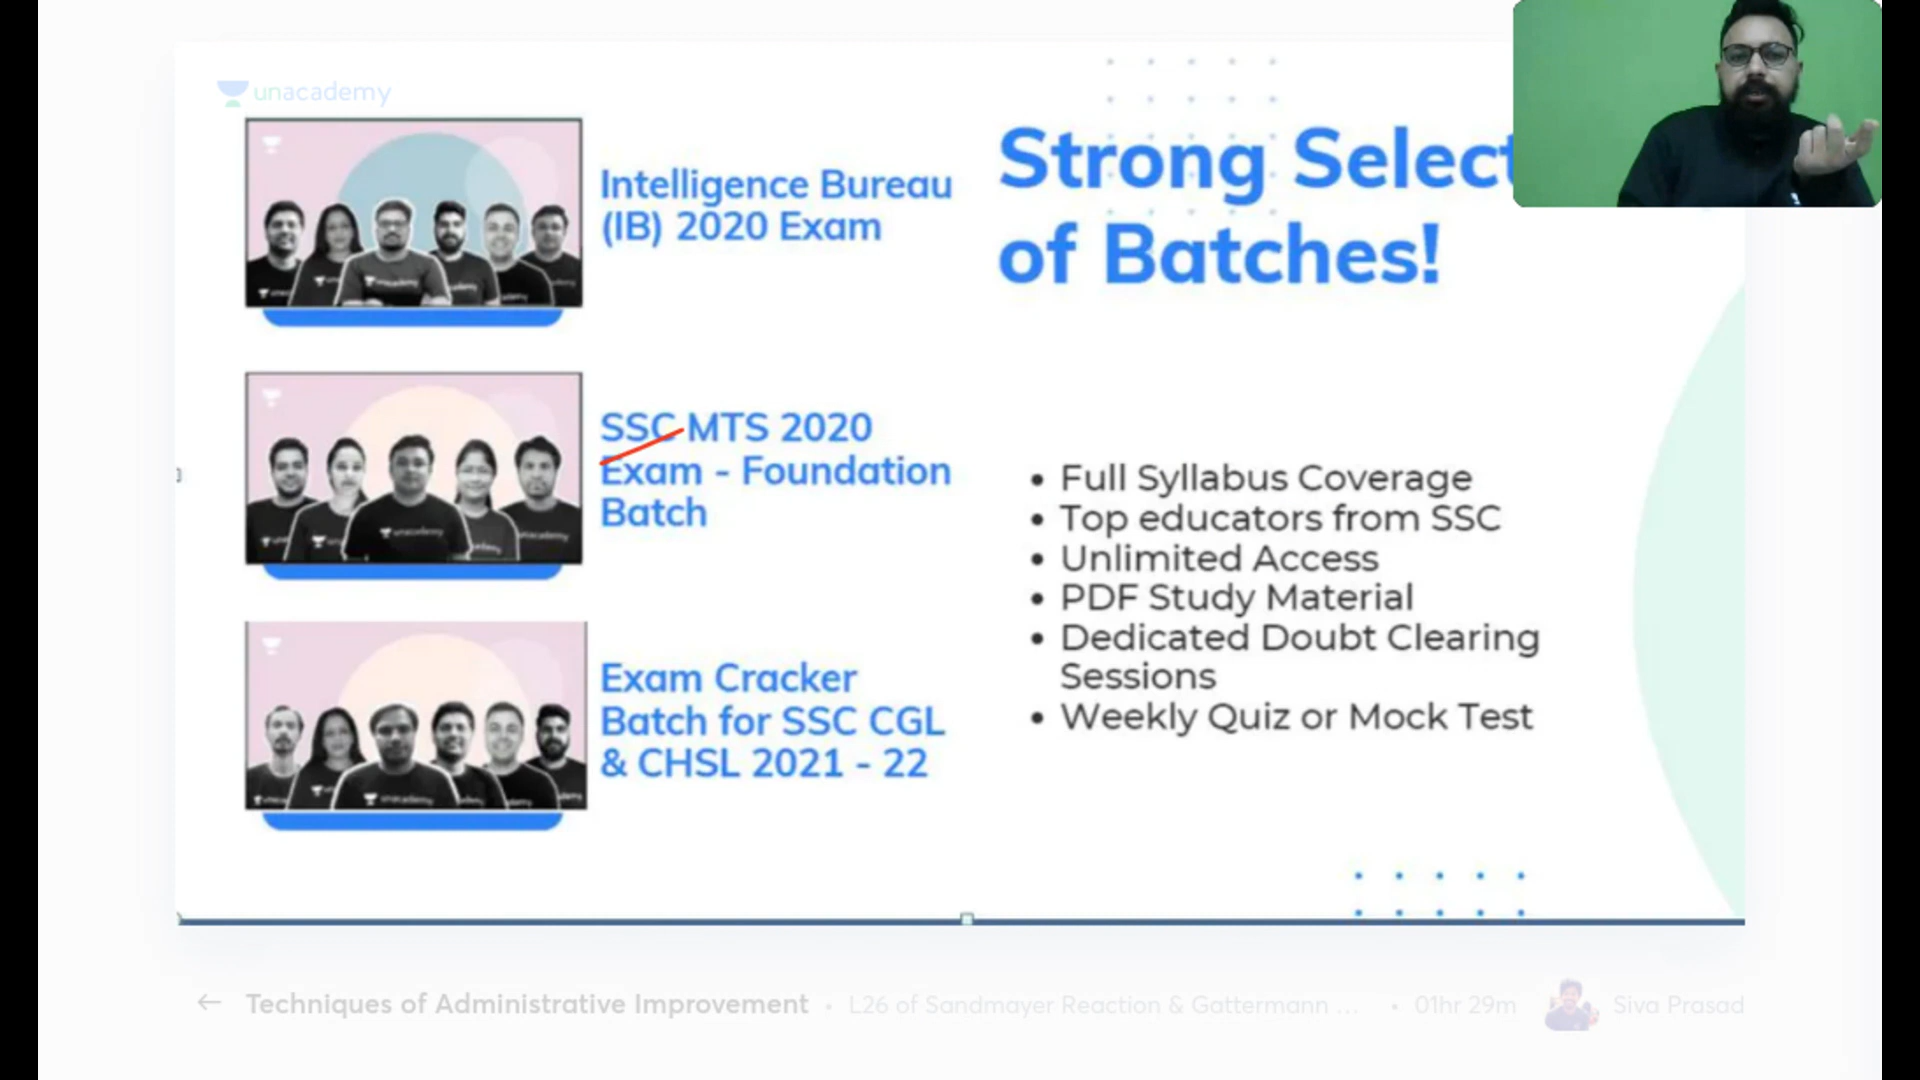 unacademy
Intelligence Bureau
(IB) 2020 Exam
SSC MTS 2020
Exam - Foundation
Batch
Exam Cracker
Batch for SSC CGL
& CHSL 2021 - 22
Strong Select
of Batches!
• Full Syllabus Coverage
• Top educators from SSC
• Unlimited Access
• PDF Study Material
• Dedicated Doubt Clearing
Sessions
• Weekly Quiz or Mock Test
← Techniques of Administrative Improvement • L26 of Sandmayer Reaction & Gattermann ... • 01hr 29m Siva Prasad